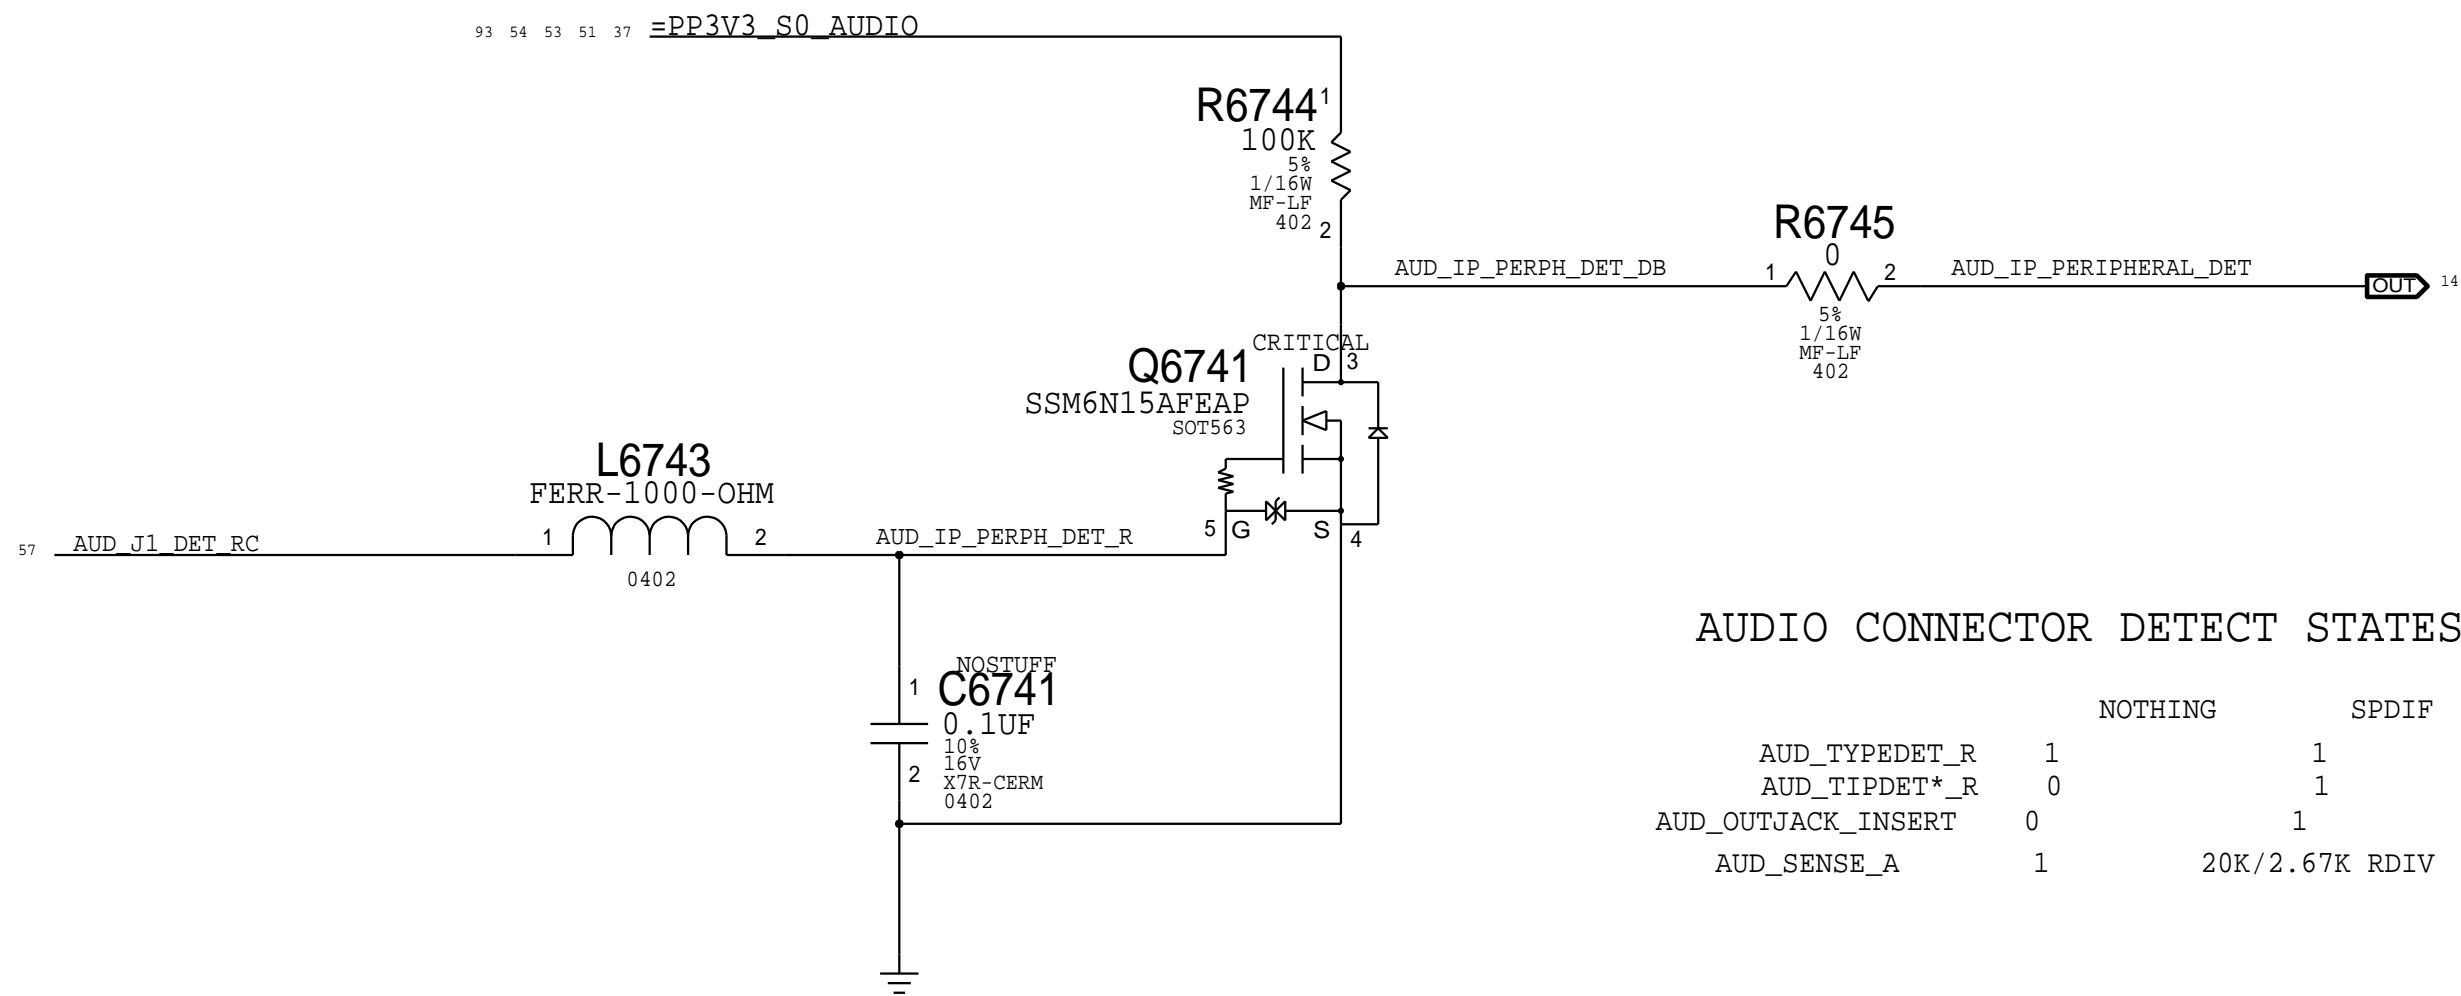 93 54 53 51 37 =PP3V3_S0_AUDIO
R6744 1
100K
5%
1/16W
MF-LF
402 2
R6745
0
AUD_IP_PERPH_DET_DB 1 2 AUD_IP_PERIPHERAL_DET OUT 14
5%
1/16W
MF-LF
402
CRITICAL
Q6741 D 3
SSM6N15AFEAP
SOT563
L6743
FERR-1000-OHM
57 AUD_J1_DET_RC 1 2 AUD_IP_PERPH_DET_R 5 G S 4
0402
NOSTUFF
1 C6741
0.1UF
10%
2 16V
X7R-CERM
0402
AUDIO CONNECTOR DETECT STATES
NOTHING SPDIF
AUD_TYPEDET_R 1 1
AUD_TIPDET*_R 0 1
AUD_OUTJACK_INSERT 0 1
AUD_SENSE_A 1 20K/2.67K RDIV